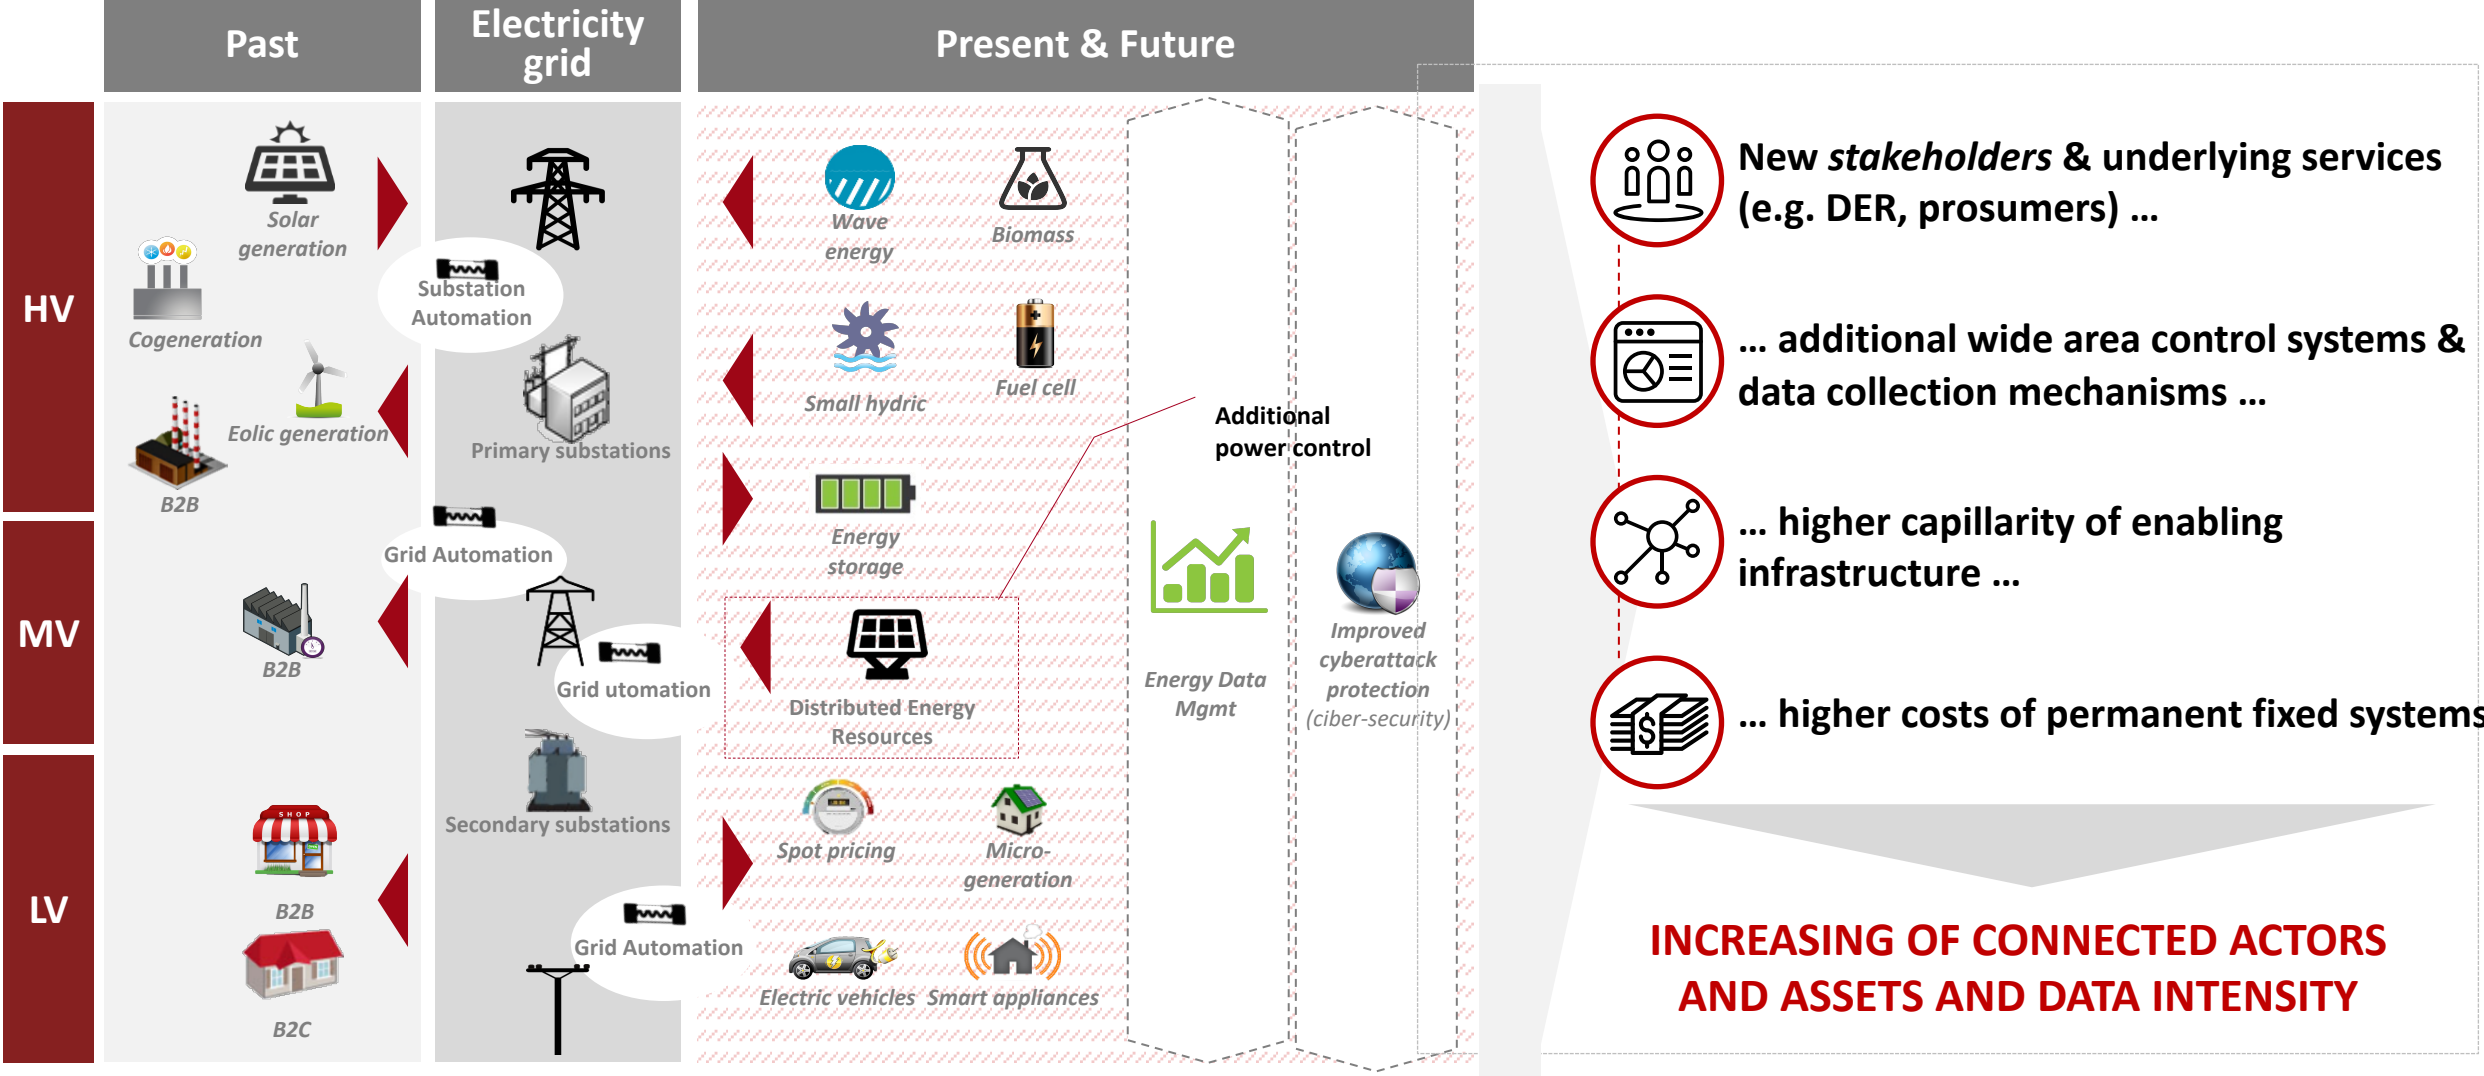 Past
Electricity
grid
Present & Future
HV
Solar
generation
Cogeneration
Eolic generation
B2B
Substation
Automation
Primary substations
Grid Automation
Wave
energy
Biomass
Small hydric
Fuel cell
Energy
storage
Additional
power control
MV
B2B
Grid utomation
Distributed Energy
Resources
Energy Data
Mgmt
Improved
cyberattack
protection
(ciber-security)
LV
SHOP
B2B
B2C
Secondary substations
Grid Automation
Spot pricing
Micro-
generation
Electric vehicles
Smart appliances
New stakeholders & underlying services
(e.g. DER, prosumers) ...
... additional wide area control systems &
data collection mechanisms ...
... higher capillarity of enabling
infrastructure ...
$
... higher costs of permanent fixed systems
INCREASING OF CONNECTED ACTORS
AND ASSETS AND DATA INTENSITY